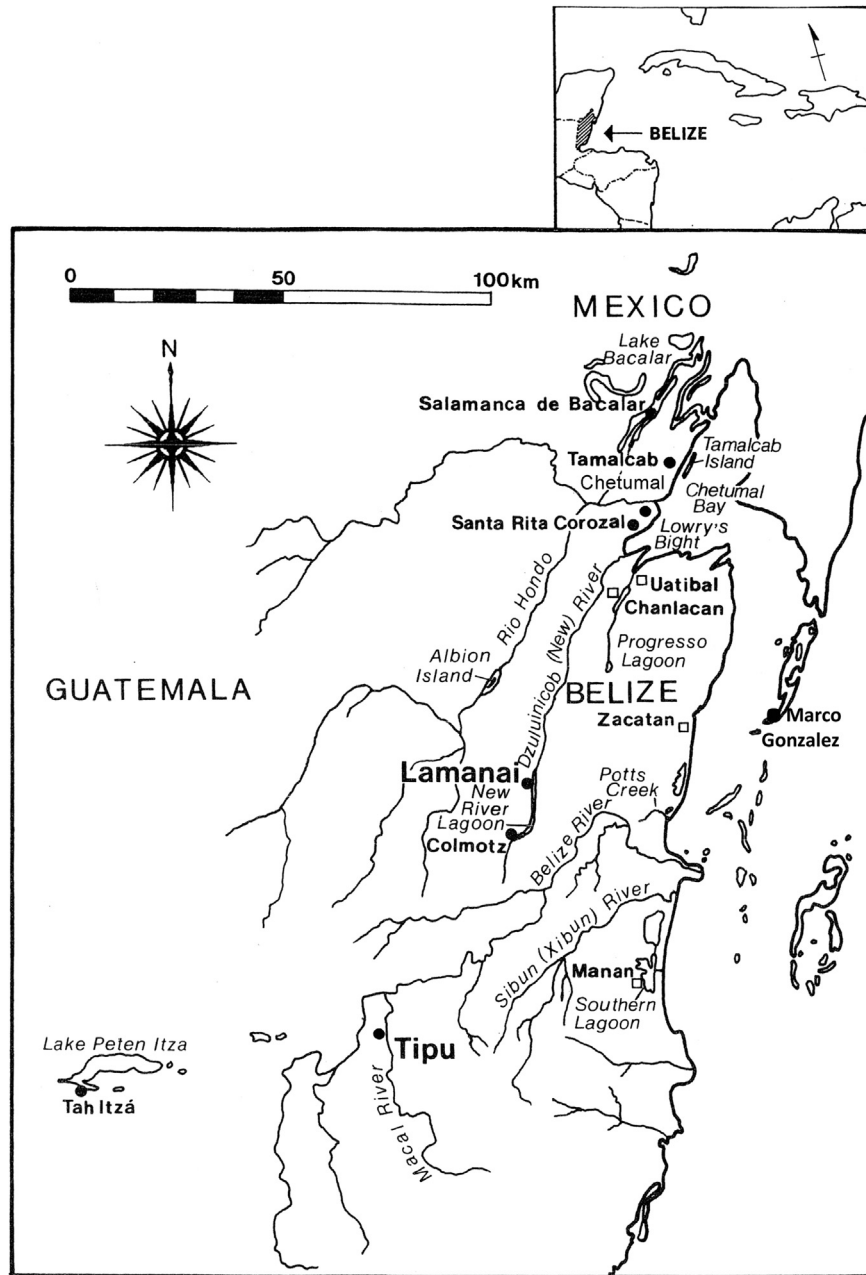 BELIZE
0 50 100 km
MEXICO
N
Lake
Bacalar
Salamanca de Bacalar
Tamalcab
Tamalcab
Island
Chetumal
Chetumal
Bay
Santa Rita Corozal
Lowry's
Bight
Uatibal
Chanlacan
Rio Hondo
Dzuluinicob (New) River
Progresso
Lagoon
Albion
Island
GUATEMALA
BELIZE
Zacatan
Marco
Gonzalez
Lamanai
New
River
Lagoon
Potts
Creek
Colmotz
Belize River
Sibun (Xibun) River
Manan
Southern
Lagoon
Lake Peten Itza
Tipu
Tah Itzá
Macal River